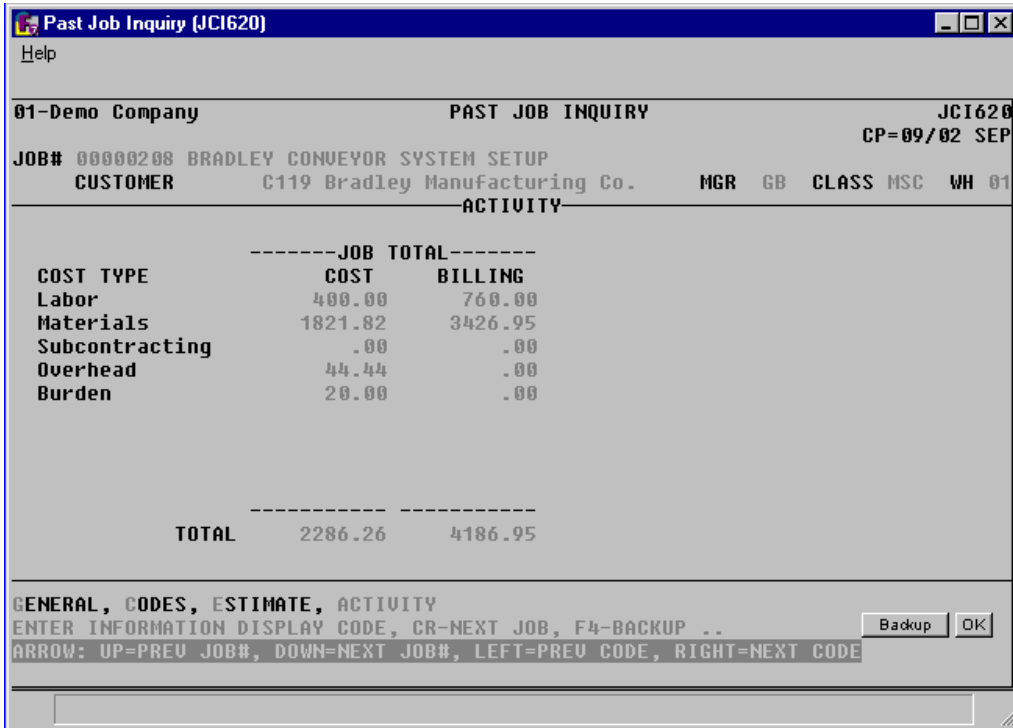 Past Job Inquiry (JCI620)
Help
01-Demo Company PAST JOB INQUIRY JCI620
CP=09/02 SEP
JOB# 00000208 BRADLEY CONVEYOR SYSTEM SETUP
CUSTOMER C119 Bradley Manufacturing Co. MGR GB CLASS MSC WH 01
ACTIVITY
-------JOB TOTAL-------
COST TYPE COST BILLING
Labor 400.00 760.00
Materials 1821.82 3426.95
Subcontracting .00 .00
Overhead 44.44 .00
Burden 20.00 .00
----------- -----------
TOTAL 2286.26 4186.95
GENERAL, CODES, ESTIMATE, ACTIVITY
ENTER INFORMATION DISPLAY CODE, CR-NEXT JOB, F4-BACKUP .. Backup OK
ARROW: UP=PREV JOB#, DOWN=NEXT JOB#, LEFT=PREV CODE, RIGHT=NEXT CODE